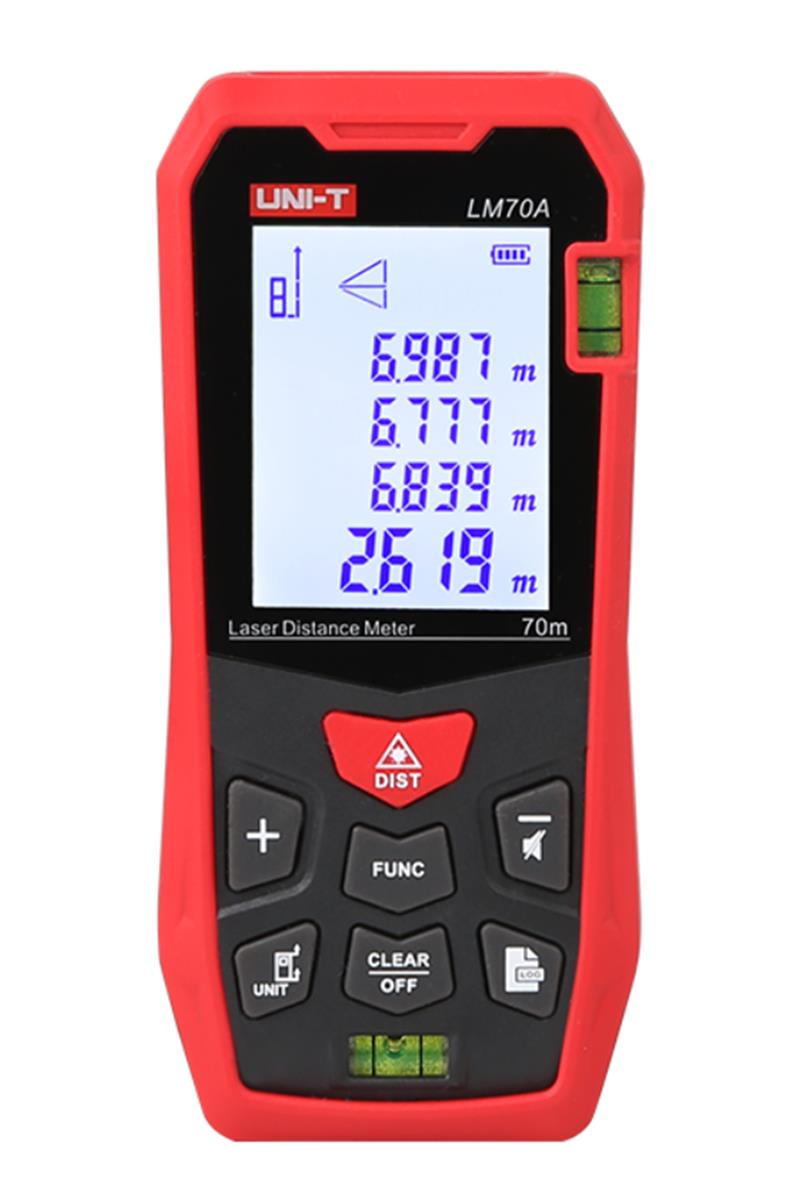 UNI-T
LM70A
6.987 m
6.777 m
6.839 m
2.619 m
Laser Distance Meter 70m
DIST
+
FUNC
UNIT
CLEAR
OFF
LOG